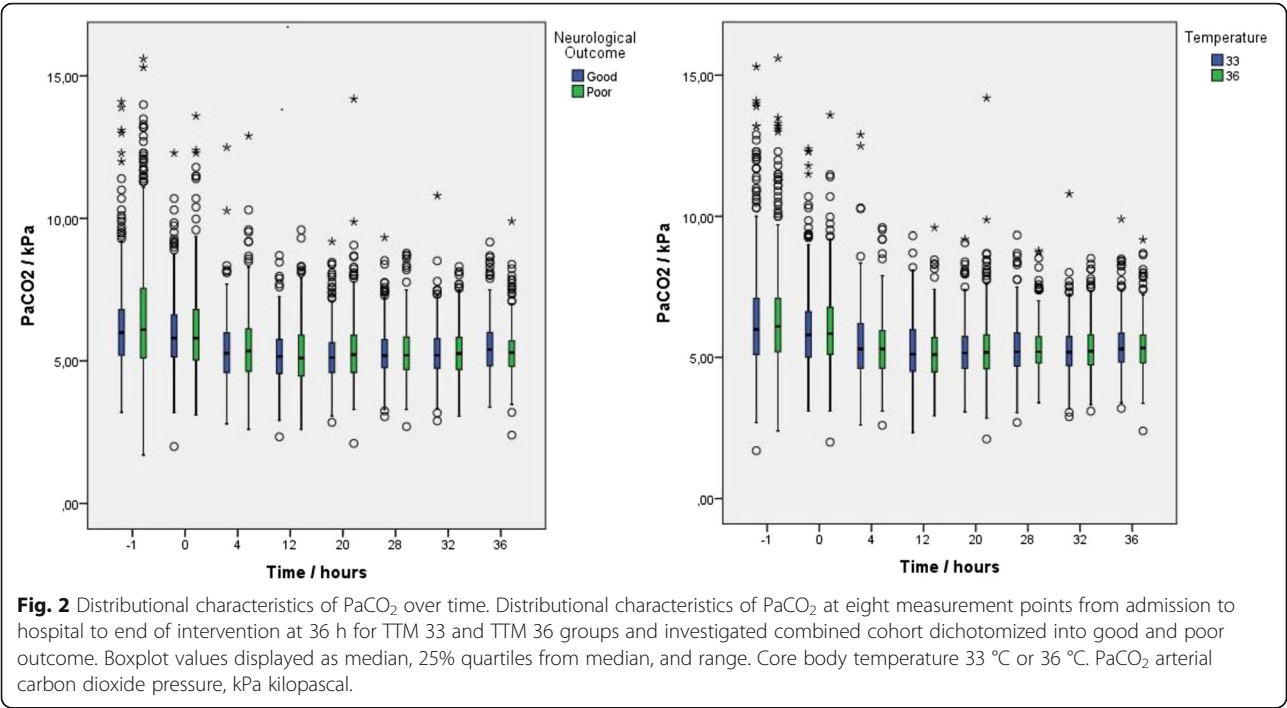 Neurological
Outcome
Good
Poor
15,00
10,00
5,00
,00
PaCO2 / kPa
-1 0 4 12 20 28 32 36
Time / hours
Temperature
33
36
15,00
10,00
5,00
,00
PaCO2 / kPa
-1 0 4 12 20 28 32 36
Time / hours
Fig. 2 Distributional characteristics of PaCO₂ over time. Distributional characteristics of PaCO₂ at eight measurement points from admission to
hospital to end of intervention at 36 h for TTM 33 and TTM 36 groups and investigated combined cohort dichotomized into good and poor
outcome. Boxplot values displayed as median, 25% quartiles from median, and range. Core body temperature 33 °C or 36 °C. PaCO₂ arterial
carbon dioxide pressure, kPa kilopascal.